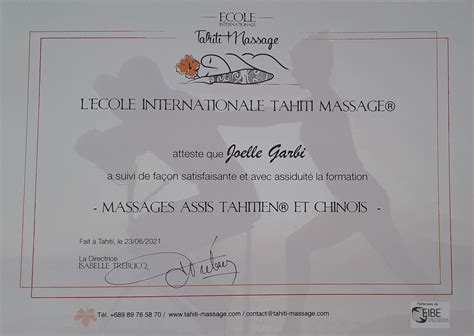 ECOLE
INTERNATIONALE
Tahiti Massage
L'ECOLE INTERNATIONALE TAHITI MASSAGE®
atteste que Joelle Garbi
a suivi de façon satisfaisante et avec assiduité la formation
- MASSAGES ASSIS TAHITIEN® ET CHINOIS -
Fait à Tahiti, le 23/06/2021
La Directrice
ISABELLE TREBUCQ
Tél. +689 89 76 58 70 / www.tahiti-massage.com / contact@tahiti-massage.com
Partenaire de
EIBE